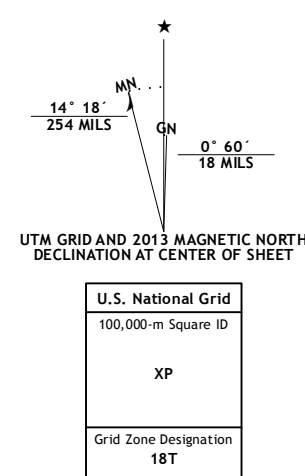 ★
MN
14° 18´
254 MILS
GN
0° 60´
18 MILS
UTM GRID AND 2013 MAGNETIC NORTH
DECLINATION AT CENTER OF SHEET
U.S. National Grid
100,000-m Square ID
XP
Grid Zone Designation
18T